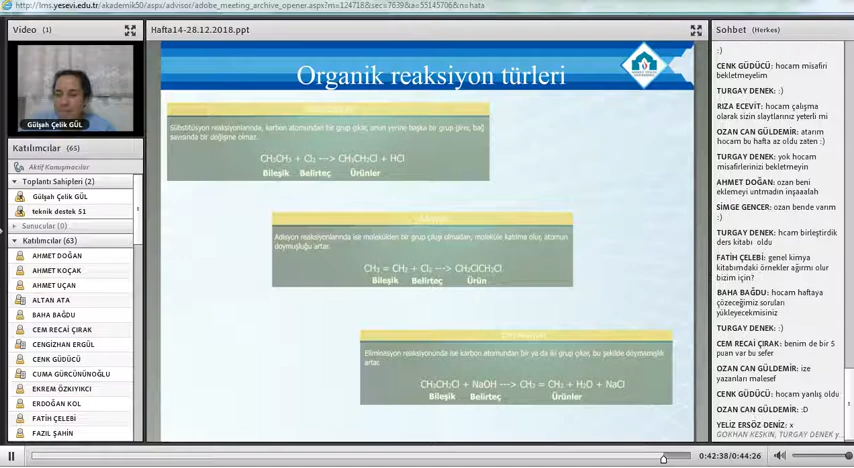 http://lms.yesevi.edu.tr/akademik50/aspx/advisor/adobe_meeting_archive_opener.aspx?m=124718&sec=7639&a=55145706&n=hata
Video (1)
Gülşah Çelik GÜL
Katılımcılar (65)
Aktif Konuşmacılar
Toplantı Sahipleri (2)
Gülşah Çelik GÜL
teknik destek 51
Sunucular (0)
Katılımcılar (63)
AHMET DOĞAN
AHMET KOÇAK
AHMET UÇAN
ALTAN ATA
BAHA BAĞDU
CEM RECAİ ÇIRAK
CENGİZHAN ERGÜL
CENK GÜDÜCÜ
CUMA GÜRCÜNÜNOĞLU
EKREM ÖZKIYIKCI
ERDOĞAN KOL
FATİH ÇELEBİ
FAZIL ŞAHİN
Hafta14-28.12.2018.ppt
Organik reaksiyon türleri
Sübstitüsyon reaksiyonlarında, karbon atomundan bir grup çıkar, onun yerine başka bir grup girer, bağ
sayısında bir değişme olmaz.
CH₃CH₃ + Cl₂ ---> CH₃CH₂Cl + HCl
Bileşik Belirteç Ürünler
Adisyon reaksiyonlarında ise molekülden bir grup çıkışı olmadan, moleküle katılma olur, atomun
doymuşluğu artar.
CH₂ = CH₂ + Cl₂ ---> CH₂ClCH₂Cl
Bileşik Belirteç Ürün
Eliminasyon reaksiyonunda ise karbon atomundan bir ya da iki grup çıkar, bu şekilde doymamışlık
artar.
CH₃CH₂Cl + NaOH ---> CH₂ = CH₂ + H₂O + NaCl
Bileşik Belirteç Ürünler
Sohbet (Herkes)
:)
CENK GÜDÜCÜ: hocam misafiri
bekletmeyelim
TURGAY DENEK: :)
RIZA ECEVİT: hocam çalışma
olarak sizin slaytlarınız yeterli mi
OZAN CAN GÜLDEMİR: atarım
hocam bu hafta az oldu zaten :)
TURGAY DENEK: yok hocam
misafirlerinizi bekletmeyin
AHMET DOĞAN: ozan beni
eklemeyi untmadın inşaaalah
SİMGE GENCER: ozan bende varım
:)
TURGAY DENEK: hcam birleştirdik
ders kitabı oldu
FATİH ÇELEBİ: genel kimya
kitabımdaki örnekler ağırmı olur
bizim için?
BAHA BAĞDU: hocam haftaya
çözeceğimiz soruları
yükleyecekmisiniz
TURGAY DENEK: :)
CEM RECAİ ÇIRAK: benim de bir 5
puan var bu sefer
OZAN CAN GÜLDEMİR: ize
yazanları malesef
CENK GÜDÜCÜ: hocam yanlış oldu
OZAN CAN GÜLDEMİR: :D
YELİZ ERSÖZ DENİZ: x
GÖKHAN KESKİN, TURGAY DENEK y...
0:42:38/0:44:26